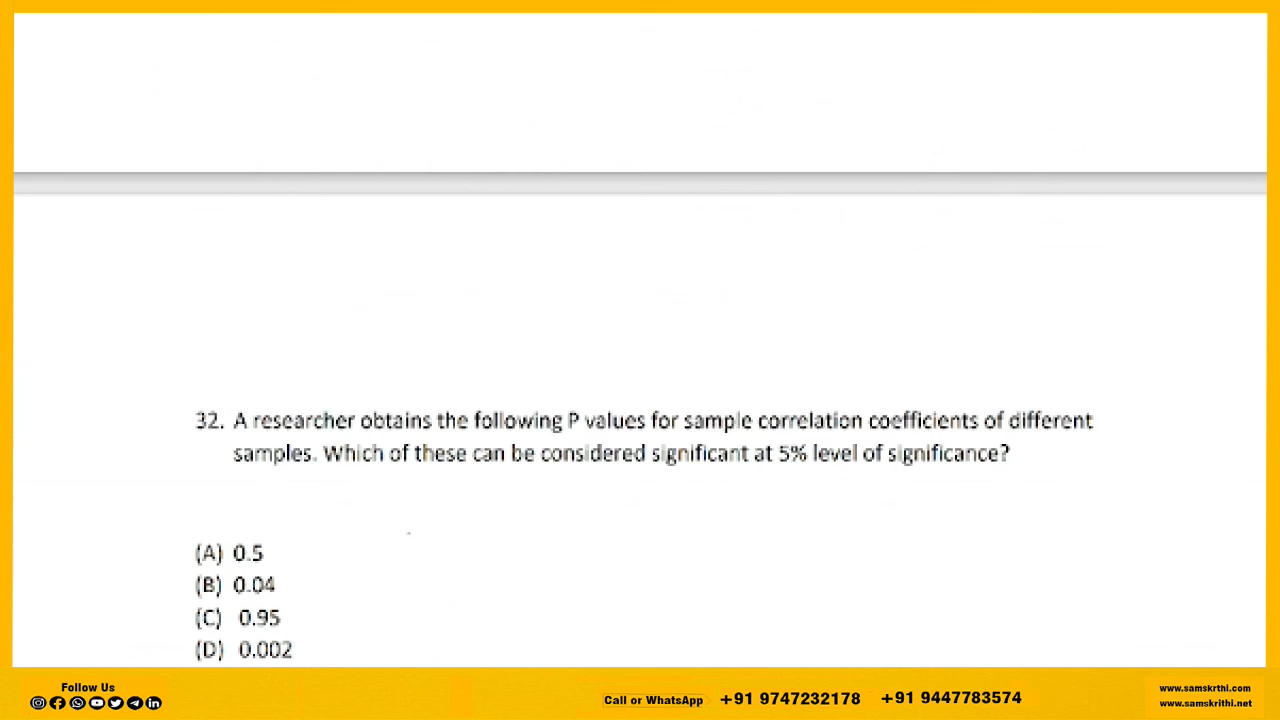 32. A researcher obtains the following P values for sample correlation coefficients of different
samples. Which of these can be considered significant at 5% level of significance?
(A) 0.5
(B) 0.04
(C) 0.95
(D) 0.002
Follow Us
Call or WhatsApp +91 9747232178 +91 9447783574
www.samskrthi.com
www.samskrithi.net